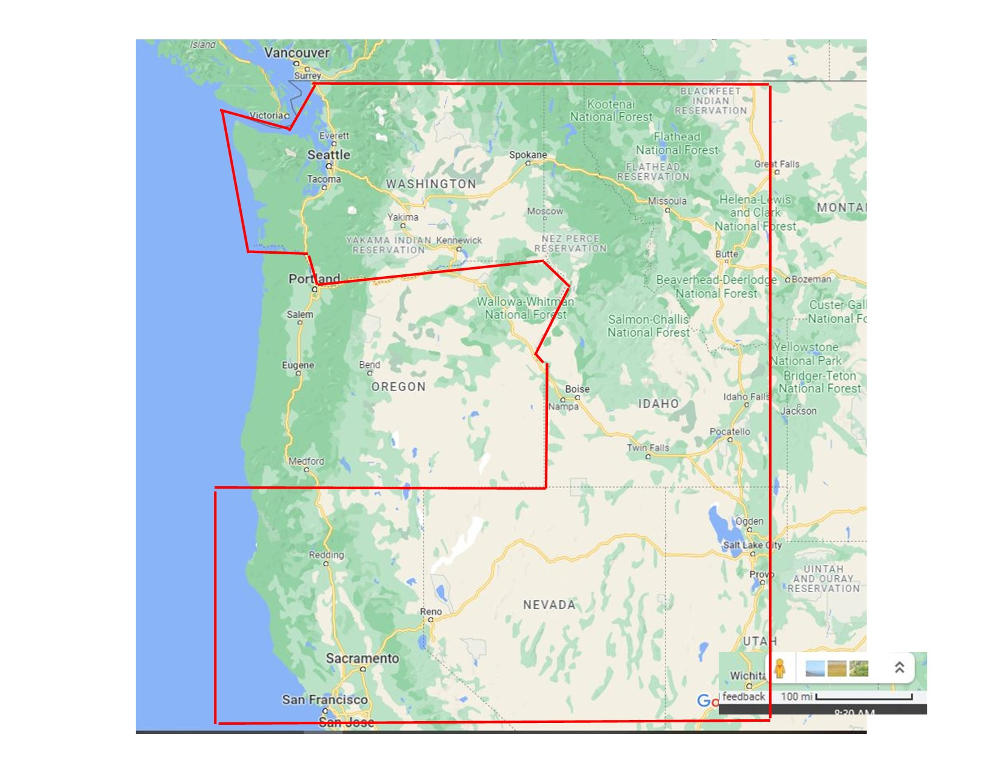 Island
Vancouver
Surrey
BLACKFEET
INDIAN
RESERVATION
Kootenai
National Forest
Victoria
Flathead
National Forest
Everett
Seattle
Spokane
FLATHEAD
RESERVATION
Great Falls
Tacoma
WASHINGTON
Missoula
Helena-Lewis
and Clark
National Forest
MONTA
Moscow
Yakima
YAKAMA INDIAN
RESERVATION
Kennewick
NEZ PERCE
RESERVATION
Butte
Portland
Beaverhead-Deerlodge
National Forest
Bozeman
Wallowa-Whitman
National Forest
Custer Gall
National Fo
Salem
Salmon-Challis
National Forest
Yellowstone
National Park
Eugene
Bend
Bridger-Teton
National Forest
OREGON
Boise
Nampa
IDAHO
Idaho Falls
Jackson
Pocatello
Twin Falls
Medford
Ogden
Salt Lake City
Redding
Provo
UINTAH
AND OURAY
RESERVATION
NEVADA
Reno
UTAH
Sacramento
Wichita
San Francisco
Go
feedback
100 mi
San Jose
8:30 AM